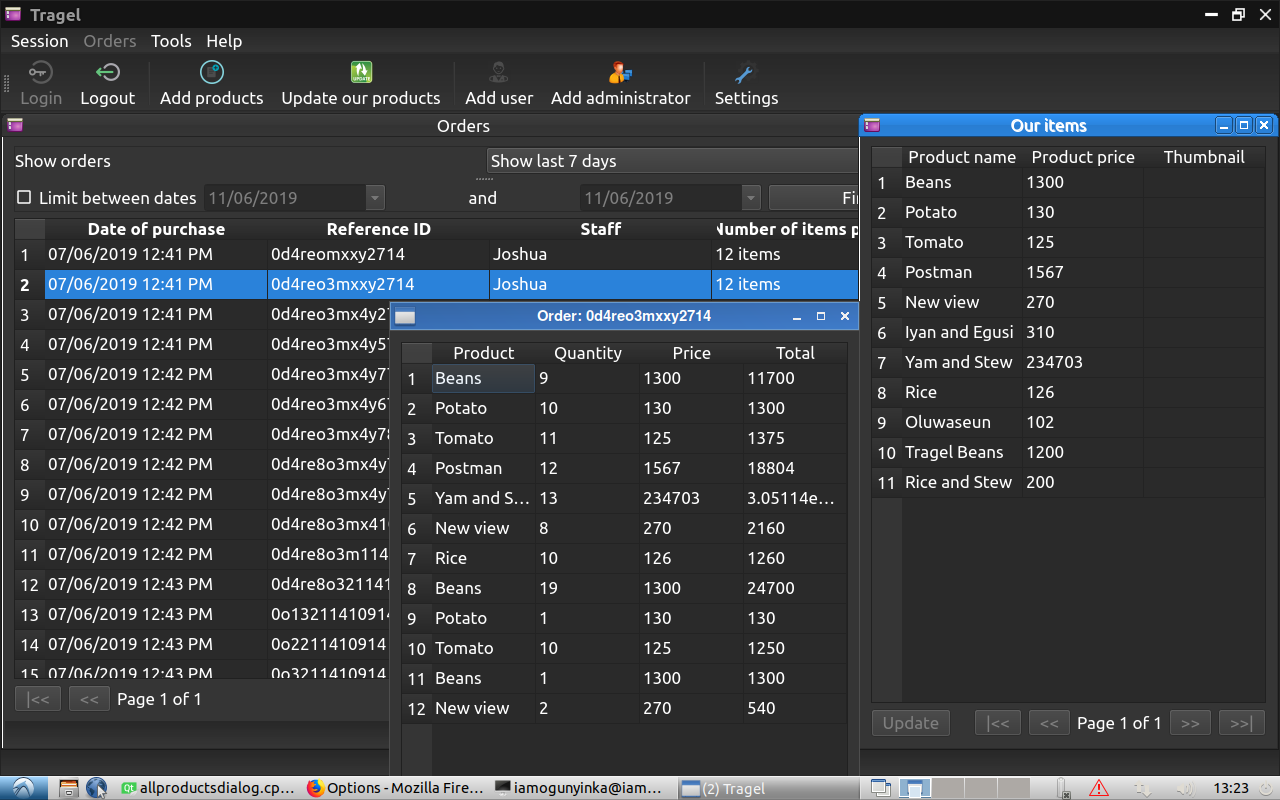 Tragel
Session Orders Tools Help
Login Logout Add products Update our products Add user Add administrator Settings
Orders
Show orders Show last 7 days
Limit between dates 11/06/2019 and 11/06/2019 Fi
Date of purchase Reference ID Staff Number of items p
1 07/06/2019 12:41 PM 0d4reomxxy2714 Joshua 12 items
2 07/06/2019 12:41 PM 0d4reo3mxxy2714 Joshua 12 items
3 07/06/2019 12:42 PM 0d4reo3mx4y27
4 07/06/2019 12:42 PM 0d4reo3mx4y57
5 07/06/2019 12:42 PM 0d4reo3mx4y77
6 07/06/2019 12:42 PM 0d4reo3mx4y67
7 07/06/2019 12:42 PM 0d4reo3mx4y78
8 07/06/2019 12:42 PM 0d4re8o3mx4y7
9 07/06/2019 12:42 PM 0d4re8o3mx4y7
10 07/06/2019 12:42 PM 0d4re8o3mx410
11 07/06/2019 12:42 PM 0d4re8o3m114
12 07/06/2019 12:43 PM 0d4re8o321141
13 07/06/2019 12:43 PM 0o13211410914
14 07/06/2019 12:43 PM 0o2211410914
15 07/06/2019 12:43 PM 0o3211410914
|<< << Page 1 of 1
Order: 0d4reo3mxxy2714
Product Quantity Price Total
1 Beans 9 1300 11700
2 Potato 10 130 1300
3 Tomato 11 125 1375
4 Postman 12 1567 18804
5 Yam and S... 13 234703 3.05114e...
6 New view 8 270 2160
7 Rice 10 126 1260
8 Beans 19 1300 24700
9 Potato 1 130 130
10 Tomato 10 125 1250
11 Beans 1 1300 1300
12 New view 2 270 540
Our items
Product name Product price Thumbnail
1 Beans 1300
2 Potato 130
3 Tomato 125
4 Postman 1567
5 New view 270
6 Iyan and Egusi 310
7 Yam and Stew 234703
8 Rice 126
9 Oluwaseun 102
10 Tragel Beans 1200
11 Rice and Stew 200
Update |<< << Page 1 of 1 >> >>|
allproductsdialog.cp... Options - Mozilla Fire... iamogunyinka@iam... (2) Tragel 13:23